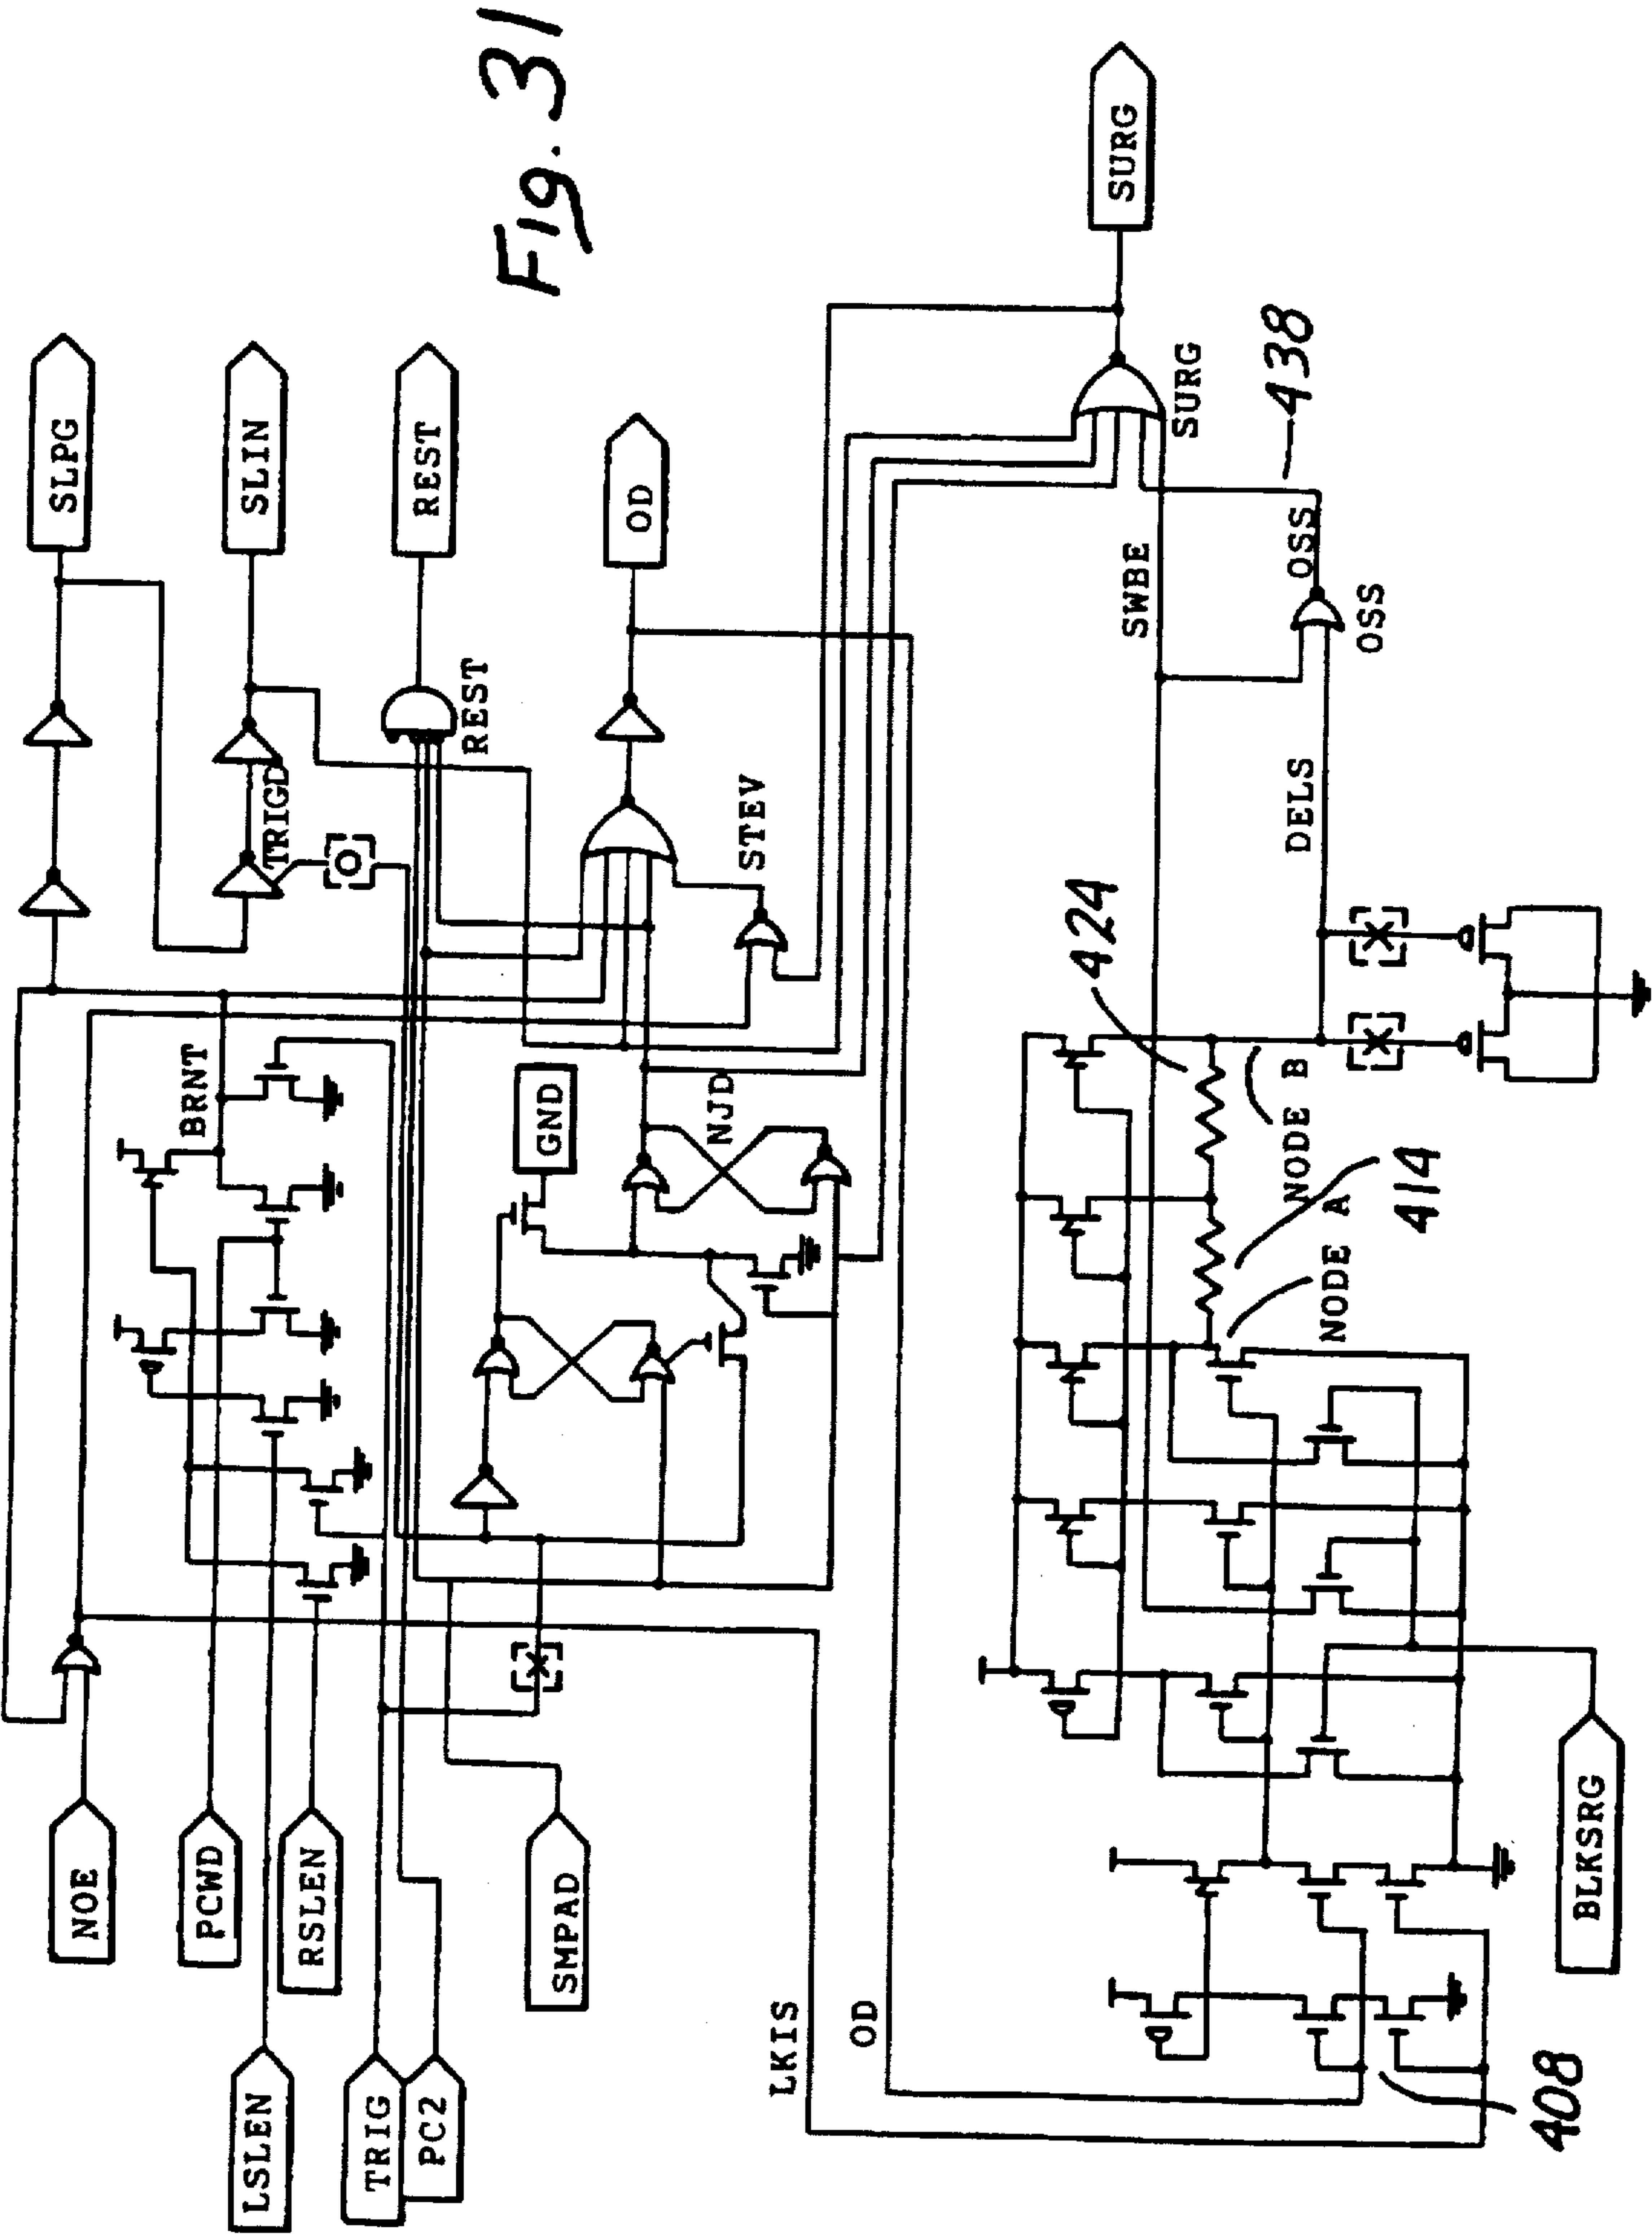 Fig. 31
SLPG
SLIN
REST
OD
SURG
TRIGD
REST
STEV
SURG
438
SWBE
OSS
OSS
DELS
BRNT
GND
NJD
424
NODE B
NODE A
414
NOE
PCWD
RSLEN
LSLEN
TRIG
PC2
SMPAD
LKIS
OD
BLKSRG
408